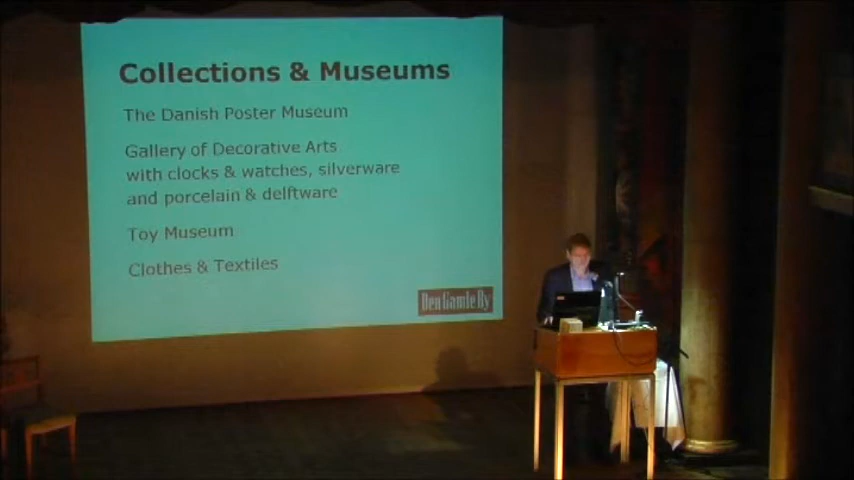 Collections & Museums
The Danish Poster Museum
Gallery of Decorative Arts
with clocks & watches, silverware
and porcelain & delftware
Toy Museum
Clothes & Textiles
Den Gamle By